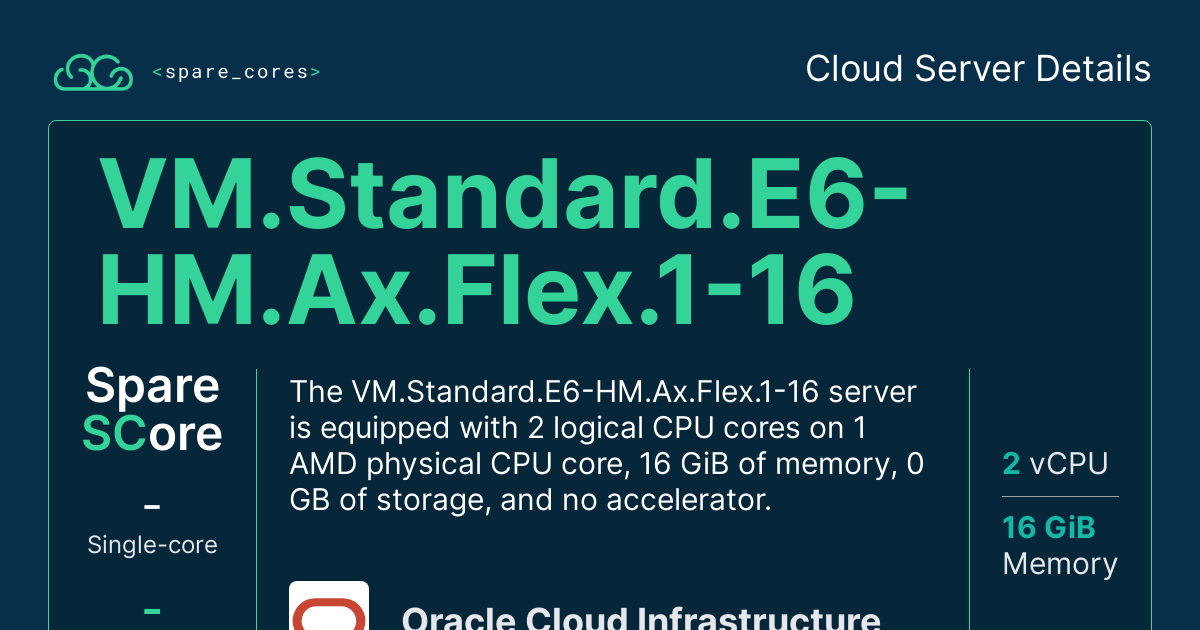 <spare_cores>
Cloud Server Details
VM.Standard.E6-
HM.Ax.Flex.1-16
Spare
SCore
-
Single-core
-
The VM.Standard.E6-HM.Ax.Flex.1-16 server
is equipped with 2 logical CPU cores on 1
AMD physical CPU core, 16 GiB of memory, 0
GB of storage, and no accelerator.
Oracle Cloud Infrastructure
2 vCPU
16 GiB
Memory